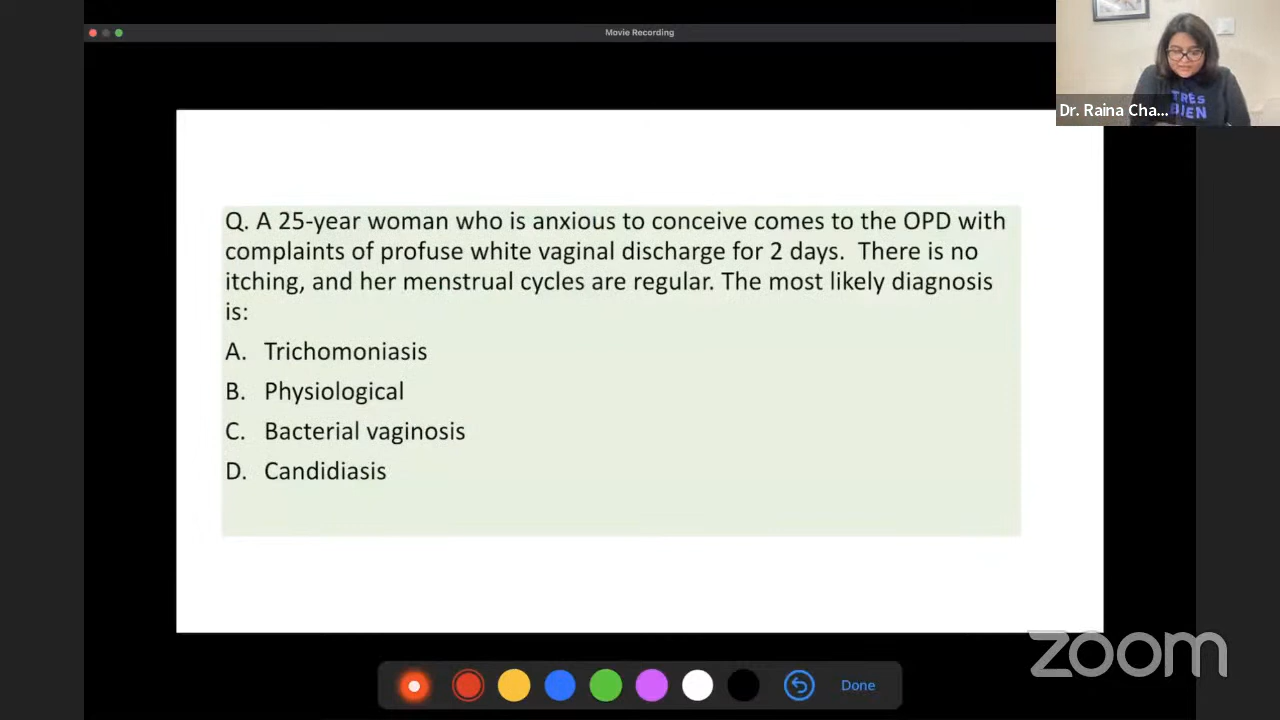 Movie Recording
TRÈS
BIEN
Dr. Raina Cha...
Q. A 25-year woman who is anxious to conceive comes to the OPD with
complaints of profuse white vaginal discharge for 2 days.  There is no
itching, and her menstrual cycles are regular. The most likely diagnosis
is:
A. Trichomoniasis
B. Physiological
C. Bacterial vaginosis
D. Candidiasis
zoom
Done